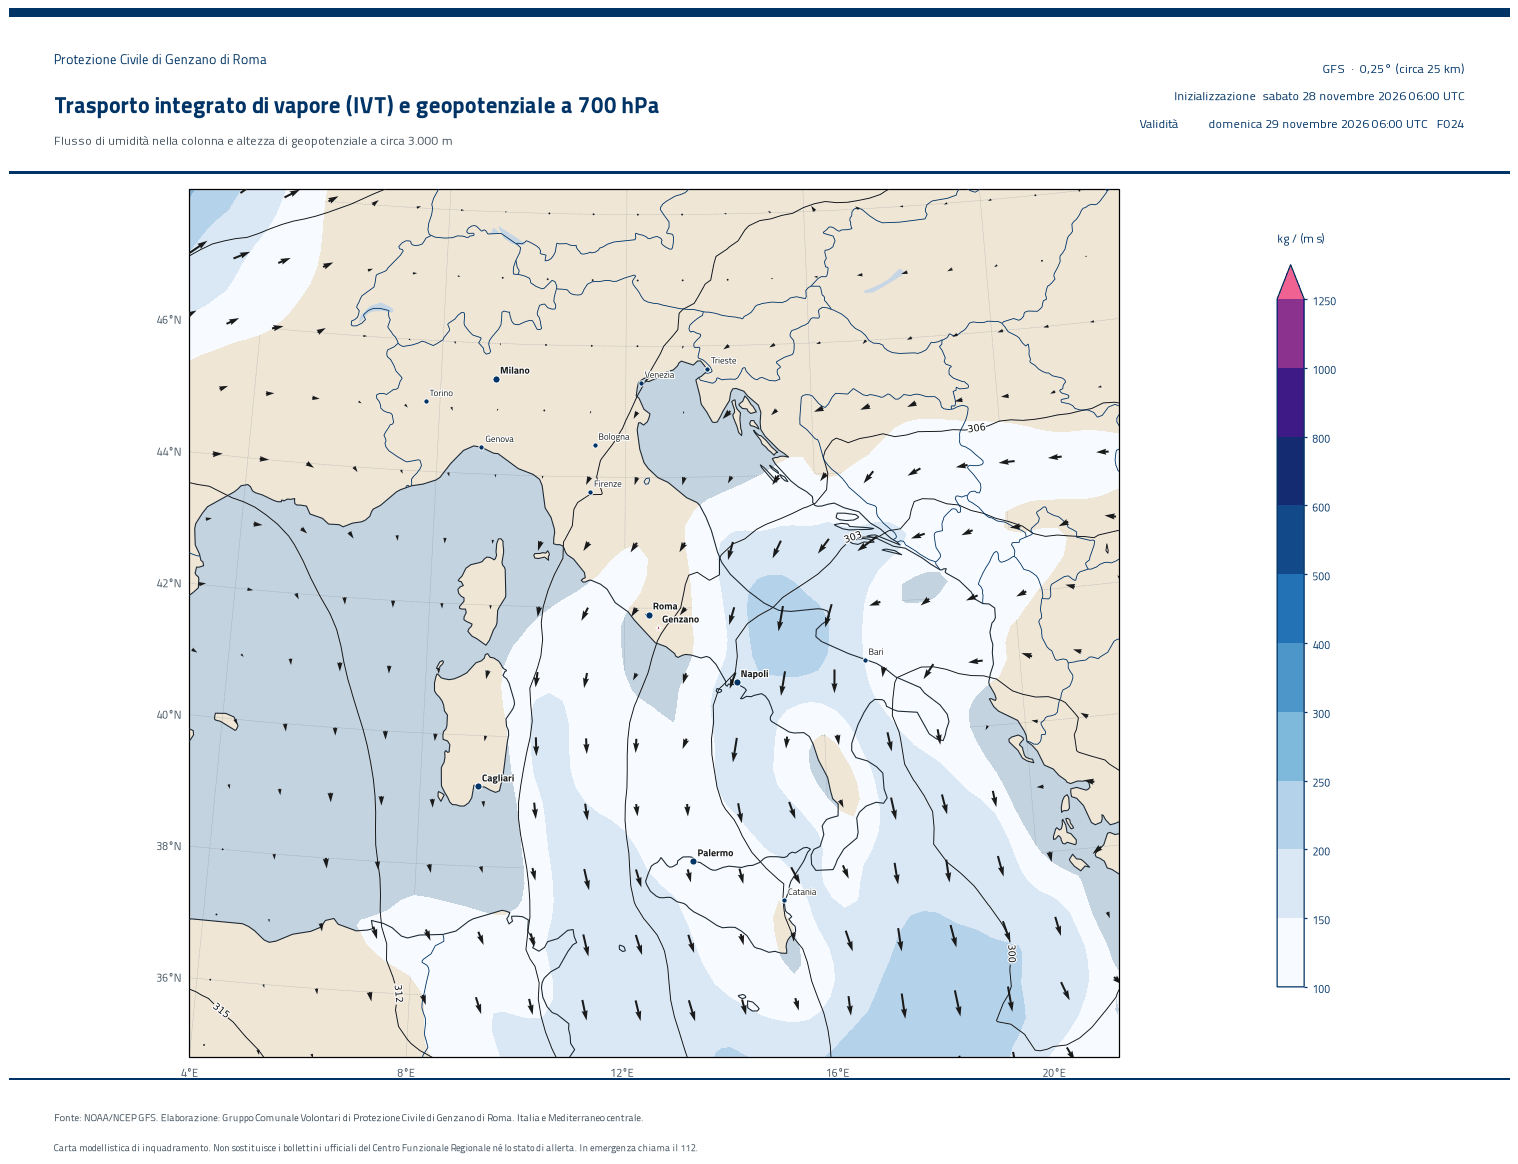 Protezione Civile di Genzano di Roma
Trasporto integrato di vapore (IVT) e geopotenziale a 700 hPa
Flusso di umidità nella colonna e altezza di geopotenziale a circa 3.000 m
GFS · 0,25° (circa 25 km)
Inizializzazione sabato 28 novembre 2026 06:00 UTC
Validità domenica 29 novembre 2026 06:00 UTC F024
kg / (m s)
1250
1000
800
600
500
400
300
250
200
150
100
46°N
44°N
42°N
40°N
38°N
36°N
4°E
8°E
12°E
16°E
20°E
Trieste
Venezia
Milano
Torino
Bologna
Genova
Firenze
306
303
Roma
Genzano
Bari
Napoli
Cagliari
Palermo
Catania
300
312
315
Fonte: NOAA/NCEP GFS. Elaborazione: Gruppo Comunale Volontari di Protezione Civile di Genzano di Roma. Italia e Mediterraneo centrale.
Carta modellistica di inquadramento. Non sostituisce i bollettini ufficiali del Centro Funzionale Regionale né lo stato di allerta. In emergenza chiama il 112.